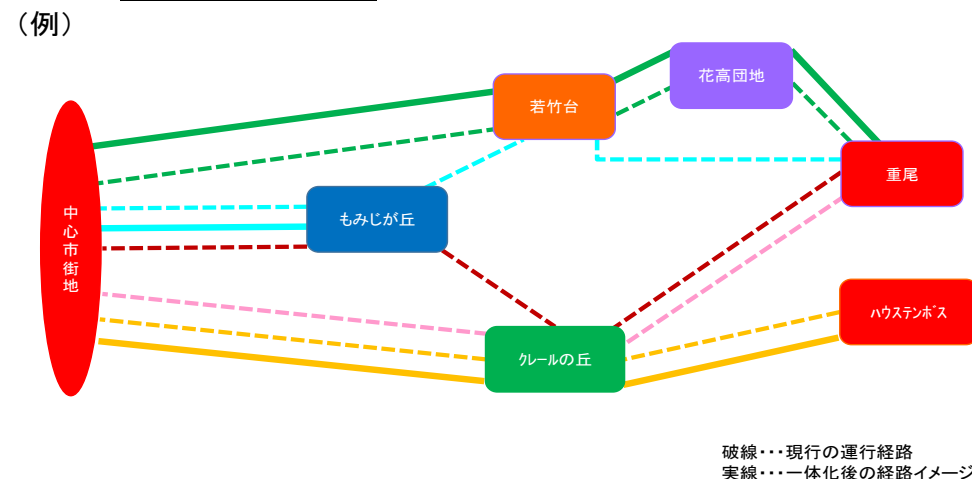 (例)
花高団地
若竹台
重尾
もみじが丘
中心市街地
ﾊｳｽﾃﾝﾎﾞｽ
ｸﾚｰﾙの丘
破線・・・現行の運行経路
実線・・・一体化後の経路イメージ